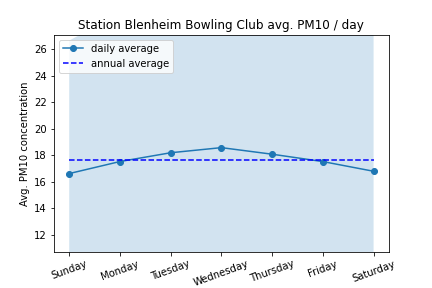 Station Blenheim Bowling Club avg. PM10 / day
Avg. PM10 concentration
26
24
22
20
18
16
14
12
daily average
annual average
Sunday
Monday
Tuesday
Wednesday
Thursday
Friday
Saturday